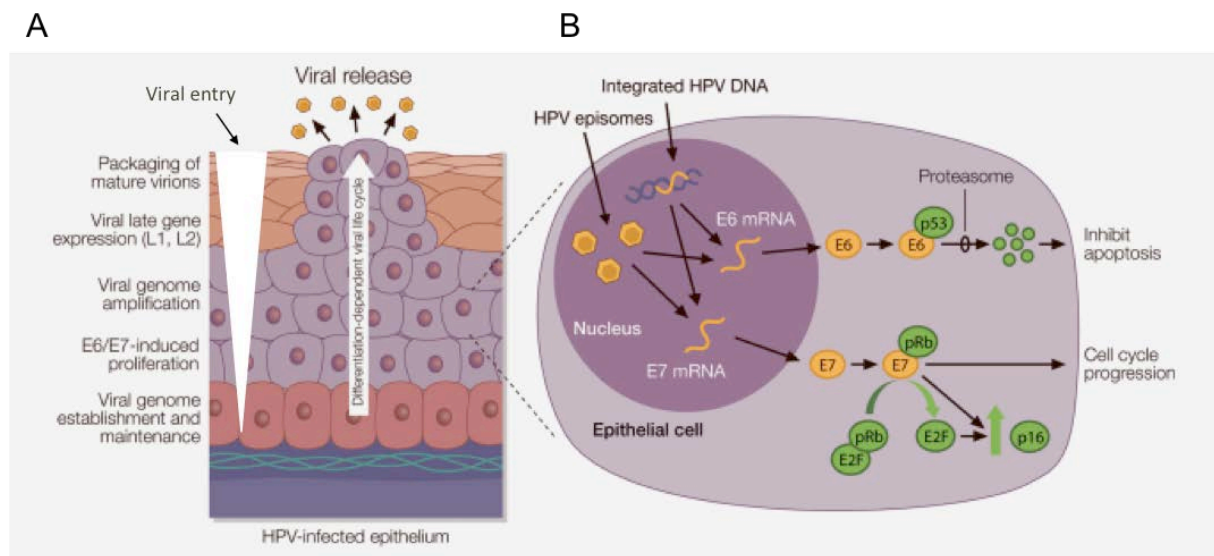 A
B
Viral release
Viral entry
Packaging of
mature virions
Viral late gene
expression (L1, L2)
Viral genome
amplification
E6/E7-induced
proliferation
Viral genome
establishment and
maintenance
Differentiation-dependent viral life cycle
HPV-infected epithelium
Integrated HPV DNA
HPV episomes
E6 mRNA
Nucleus
E7 mRNA
Epithelial cell
Proteasome
E6
E6
p53
Inhibit
apoptosis
E7
E7
pRb
Cell cycle
progression
pRb
E2F
E2F
p16